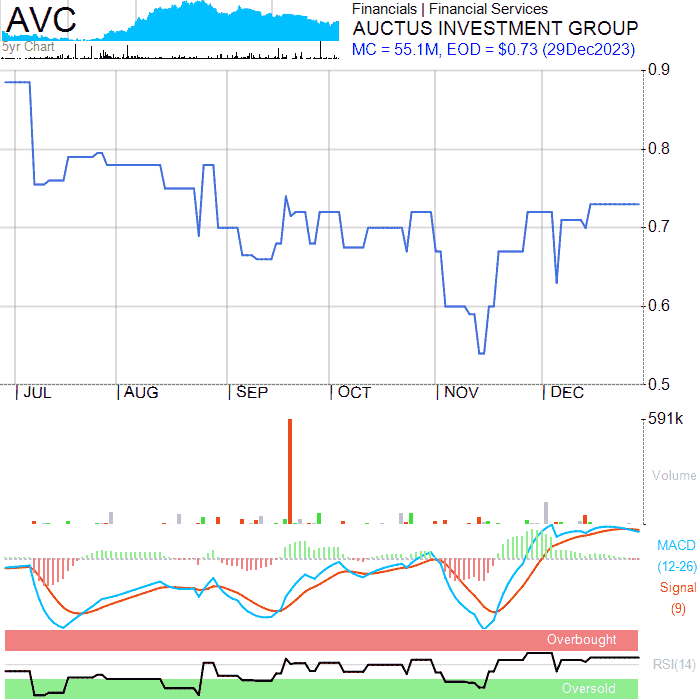 AVC
5yr Chart
Financials | Financial Services
AUCTUS INVESTMENT GROUP
MC = 55.1M, EOD = $0.73 (29Dec2023)
0.9
0.8
0.7
0.6
0.5
JUL
AUG
SEP
OCT
NOV
DEC
591k
Volume
MACD
(12-26)
Signal
(9)
Overbought
RSI(14)
Oversold